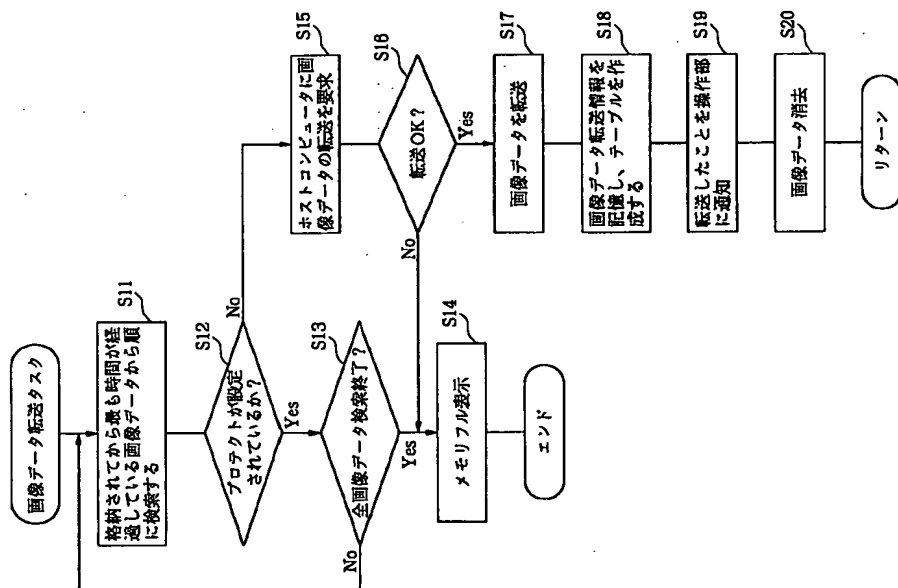 画像データ転送タスク
S11
格納されてから最も時間が経
過している画像データから順
に検索する
S12
プロテクトが設定
されているか?
No
Yes
S13
全画像データ検索終了?
No
Yes
S14
メモリフル表示
エンド
S15
ホストコンピュータに画
像データの転送を要求
S16
転送OK?
No
Yes
S17
画像データを転送
S18
画像データ転送情報を
記憶し、テーブルを作
成する
S19
転送したことを操作部
に通知
S20
画像データ消去
リターン